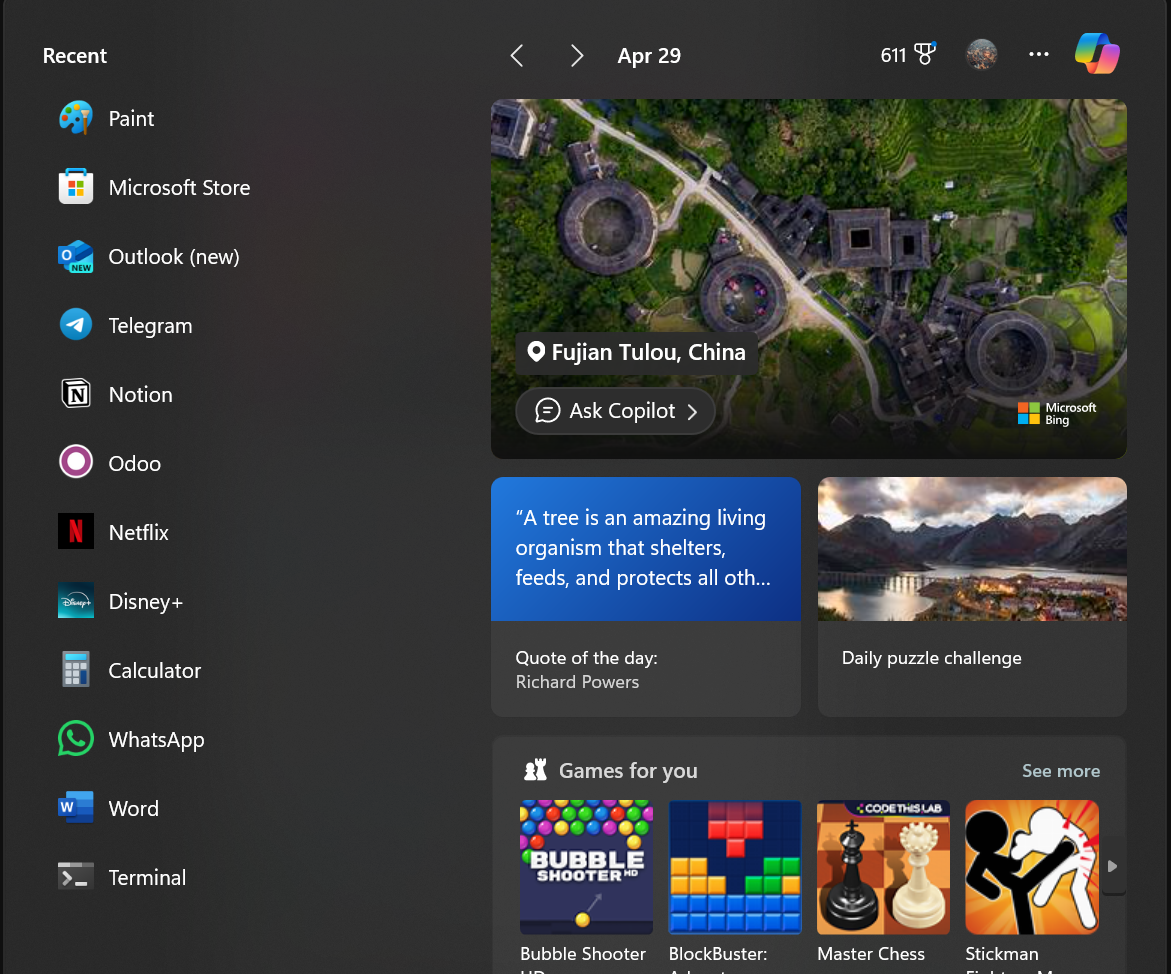 Recent
Apr 29
611
Paint
Microsoft Store
Outlook (new)
Telegram
Notion
Odoo
Netflix
Disney+
Calculator
WhatsApp
Word
Terminal
Fujian Tulou, China
Ask Copilot
Microsoft
Bing
“A tree is an amazing living
organism that shelters,
feeds, and protects all oth...
Quote of the day:
Richard Powers
Daily puzzle challenge
Games for you
See more
BUBBLE
SHOOTER HD
CODETHISLAB
Bubble Shooter
BlockBuster:
Master Chess
Stickman